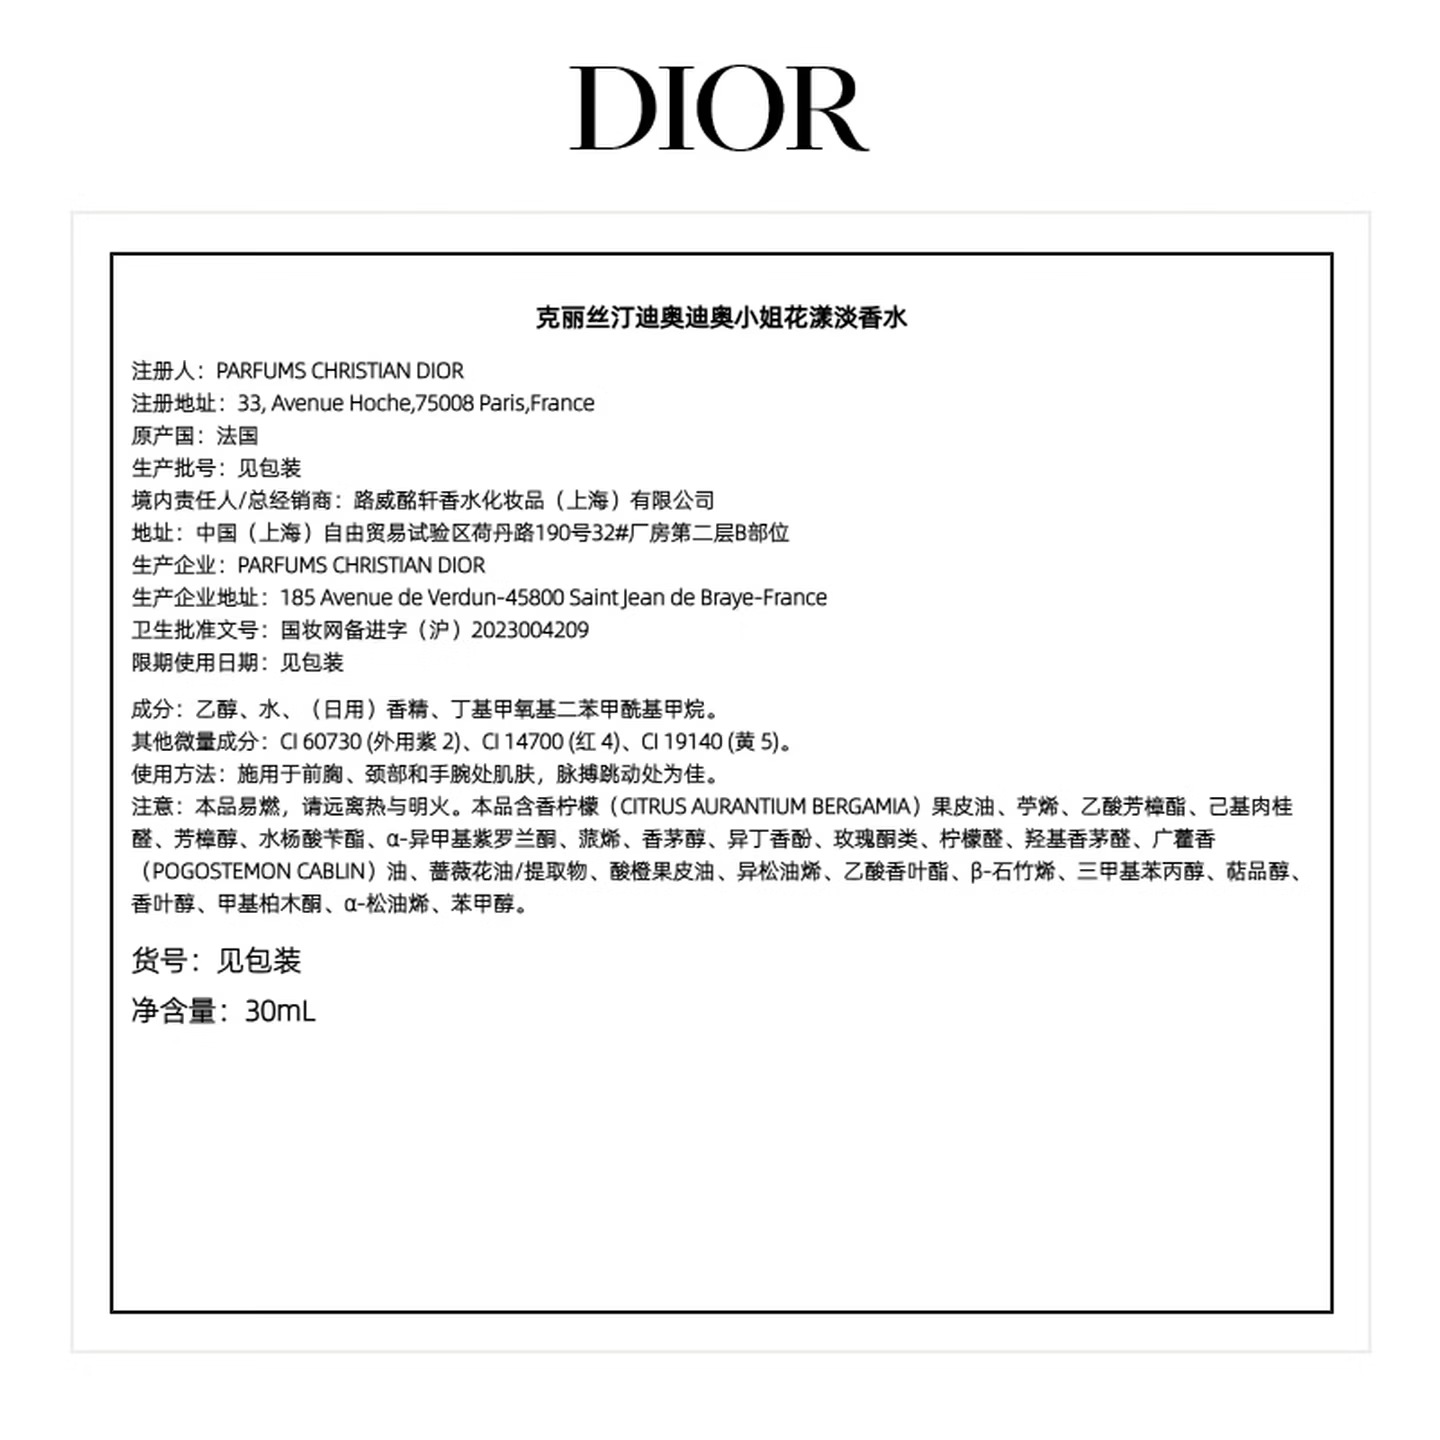 DIOR
克丽丝汀迪奥迪奥小姐花漾淡香水
注册人：PARFUMS CHRISTIAN DIOR
注册地址：33, Avenue Hoche,75008 Paris,France
原产国：法国
生产批号：见包装
境内责任人/总经销商：路威酩轩香水化妆品（上海）有限公司
地址：中国（上海）自由贸易试验区荷丹路190号32#厂房第二层B部位
生产企业：PARFUMS CHRISTIAN DIOR
生产企业地址：185 Avenue de Verdun-45800 Saint Jean de Braye-France
卫生批准文号：国妆网备进字（沪）2023004209
限期使用日期：见包装
成分：乙醇、水、（日用）香精、丁基甲氧基二苯甲酰基甲烷。
其他微量成分：CI 60730 (外用紫 2)、CI 14700 (红 4)、CI 19140 (黄 5)。
使用方法：施用于前胸、颈部和手腕处肌肤，脉搏跳动处为佳。
注意：本品易燃，请远离热与明火。本品含香柠檬（CITRUS AURANTIUM BERGAMIA）果皮油、苧烯、乙酸芳樟酯、己基肉桂
醛、芳樟醇、水杨酸苄酯、α-异甲基紫罗兰酮、蒎烯、香茅醇、异丁香酚、玫瑰酮类、柠檬醛、羟基香茅醛、广藿香
（POGOSTEMON CABLIN）油、蔷薇花油/提取物、酸橙果皮油、异松油烯、乙酸香叶酯、β-石竹烯、三甲基苯丙醇、萜品醇、
香叶醇、甲基柏木酮、α-松油烯、苯甲醇。
货号：见包装
净含量：30mL